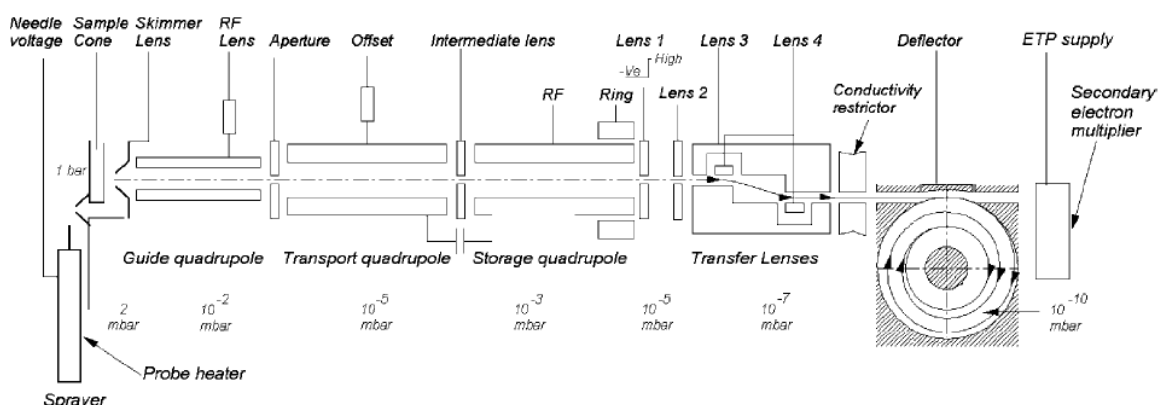 Needle voltage
Sample Cone
Skimmer Lens
RF Lens
Aperture
Offset
Intermediate lens
Lens 1
Lens 3
Lens 4
Deflector
ETP supply
-Ve
High
RF
Ring
Lens 2
Conductivity restrictor
Secondary electron multiplier
1 bar
Guide quadrupole
Transport quadrupole
Storage quadrupole
Transfer Lenses
2 mbar
10⁻² mbar
10⁻⁵ mbar
10⁻³ mbar
10⁻⁵ mbar
10⁻⁷ mbar
10⁻¹⁰ mbar
Probe heater
Sprayer